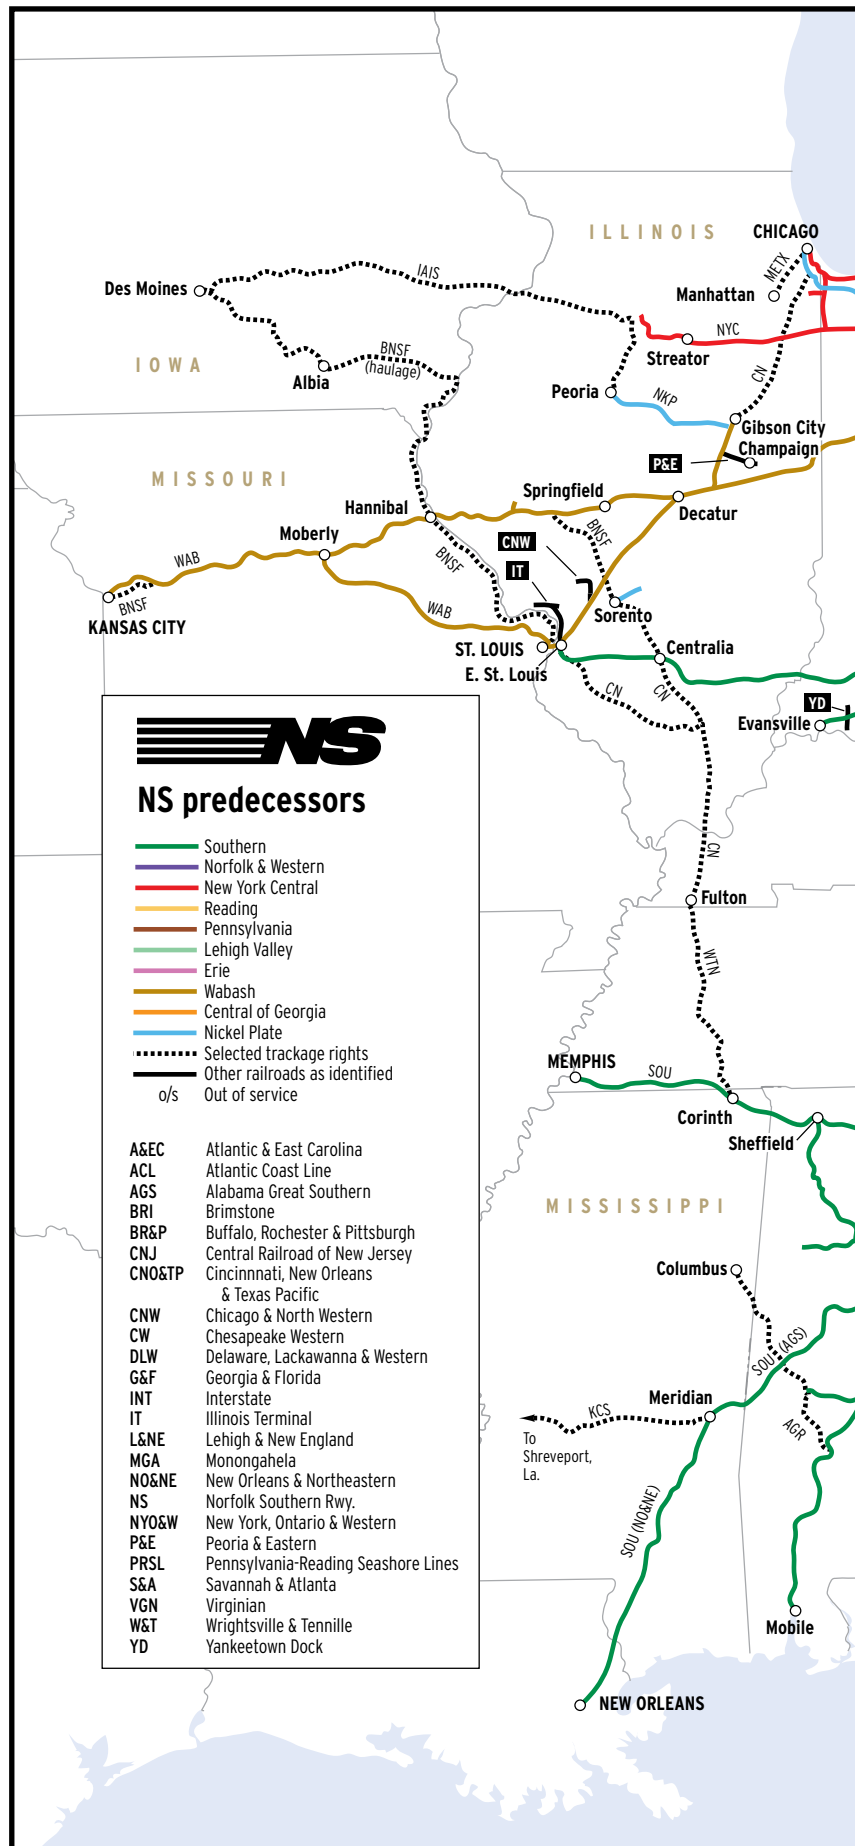 ILLINOIS
CHICAGO
METX
IAIS
Des Moines
Manhattan
NYC
BNSF
(haulage)
Streator
IOWA
Albia
CN
Peoria
NKP
Gibson City
Champaign
P&E
MISSOURI
Springfield
Hannibal
Decatur
BNSF
Moberly
CNW
WAB
BNSF
IT
BNSF
WAB
Sorento
KANSAS CITY
ST. LOUIS
Centralia
E. St. Louis
CN
CN
YD
Evansville
NS
NS predecessors
Southern
Norfolk & Western
New York Central
Reading
Pennsylvania
Lehigh Valley
Erie
Wabash
Central of Georgia
Nickel Plate
Selected trackage rights
Other railroads as identified
o/s Out of service
A&EC Atlantic & East Carolina
ACL Atlantic Coast Line
AGS Alabama Great Southern
BRI Brimstone
BR&P Buffalo, Rochester & Pittsburgh
CNJ Central Railroad of New Jersey
CNO&TP Cincinnnati, New Orleans
& Texas Pacific
CNW Chicago & North Western
CW Chesapeake Western
DLW Delaware, Lackawanna & Western
G&F Georgia & Florida
INT Interstate
IT Illinois Terminal
L&NE Lehigh & New England
MGA Monongahela
NO&NE New Orleans & Northeastern
NS Norfolk Southern Rwy.
NYO&W New York, Ontario & Western
P&E Peoria & Eastern
PRSL Pennsylvania-Reading Seashore Lines
S&A Savannah & Atlanta
VGN Virginian
W&T Wrightsville & Tennille
YD Yankeetown Dock
CN
Fulton
WTN
MEMPHIS
SOU
Corinth
Sheffield
MISSISSIPPI
Columbus
SOU (AGS)
Meridian
KCS
AGR
To
Shreveport,
La.
SOU (NO&NE)
Mobile
NEW ORLEANS